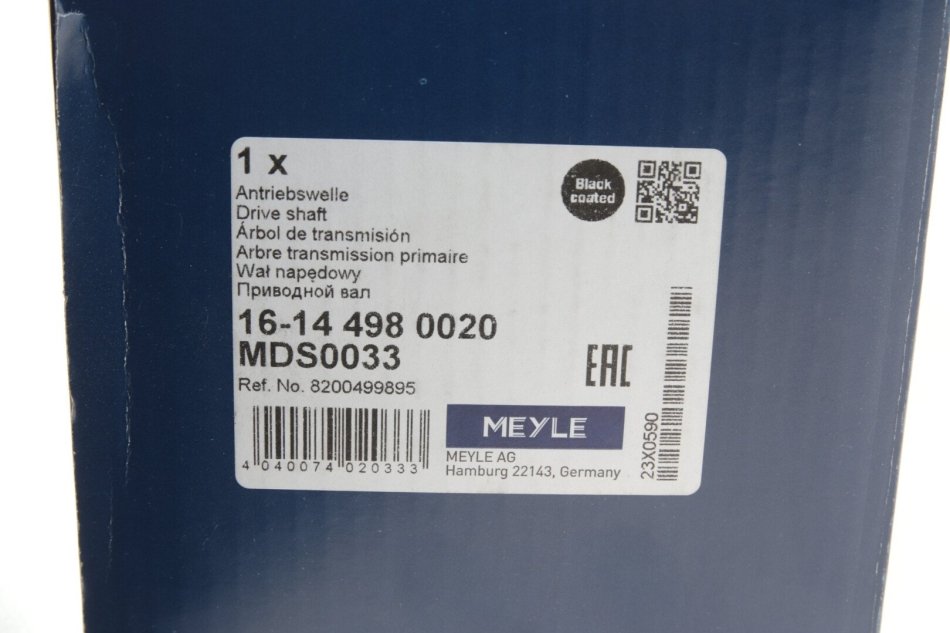 1 x
Black
coated
Antriebswelle
Drive shaft
Árbol de transmisión
Arbre transmission primaire
Wał napędowy
Приводной вал
16-14 498 0020
MDS0033
Ref. No. 8200499895
EAC
4 040074 020333
MEYLE
MEYLE AG
Hamburg 22143, Germany
23X0590